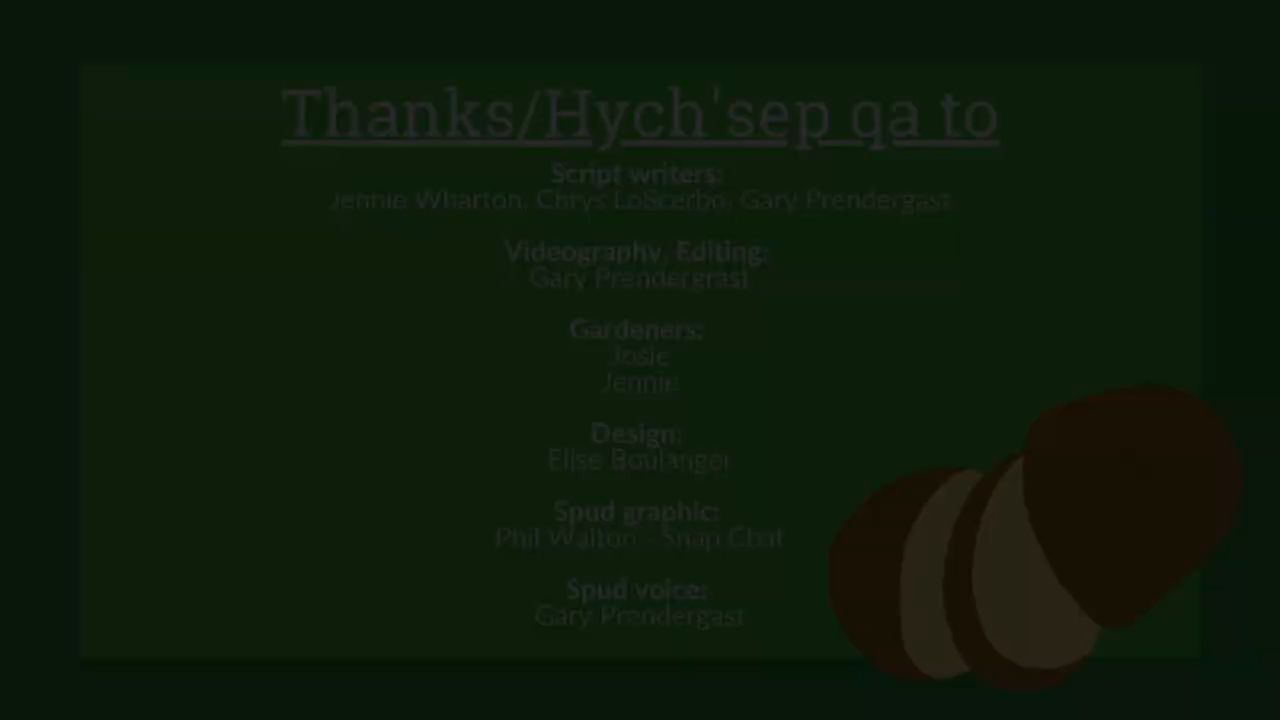 Thanks/Hych'sep qa to
Script writers:
Jennie Wharton, Chrys LoScerbo, Gary Prendergast
Videography, Editing:
Gary Prendergrast
Gardeners:
Josie
Jennie
Design:
Elise Boulanger
Spud graphic:
Phil Walton - Snap Chat
Spud voice:
Gary Prendergast